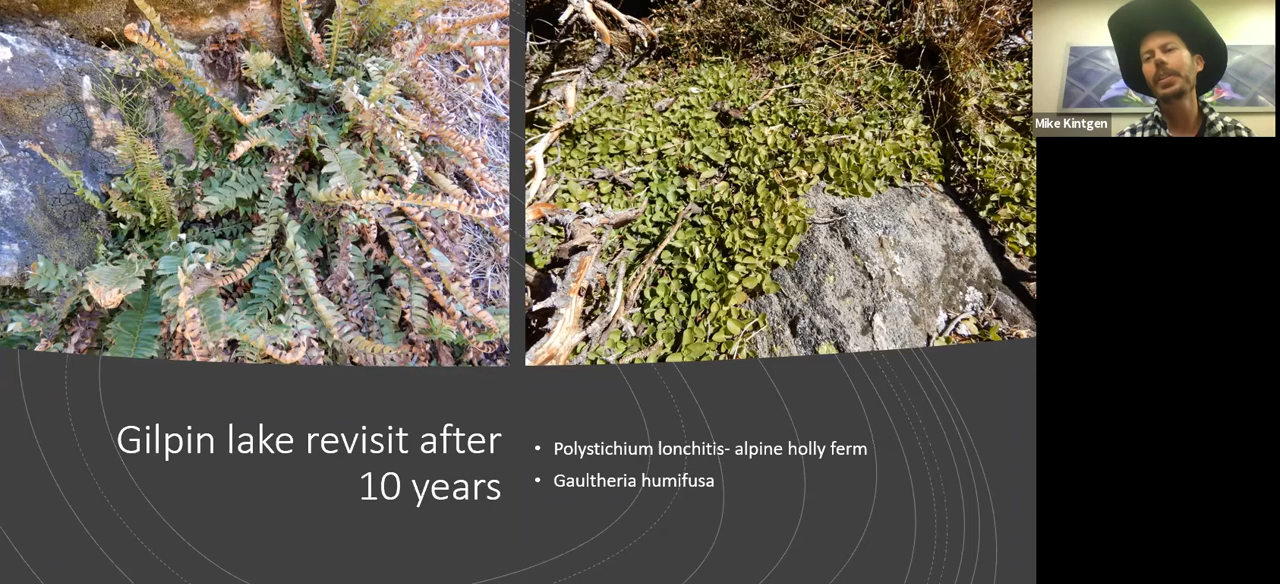 Mike Kintgen
Gilpin lake revisit after
10 years
• Polystichium lonchitis- alpine holly ferm
• Gaultheria humifusa